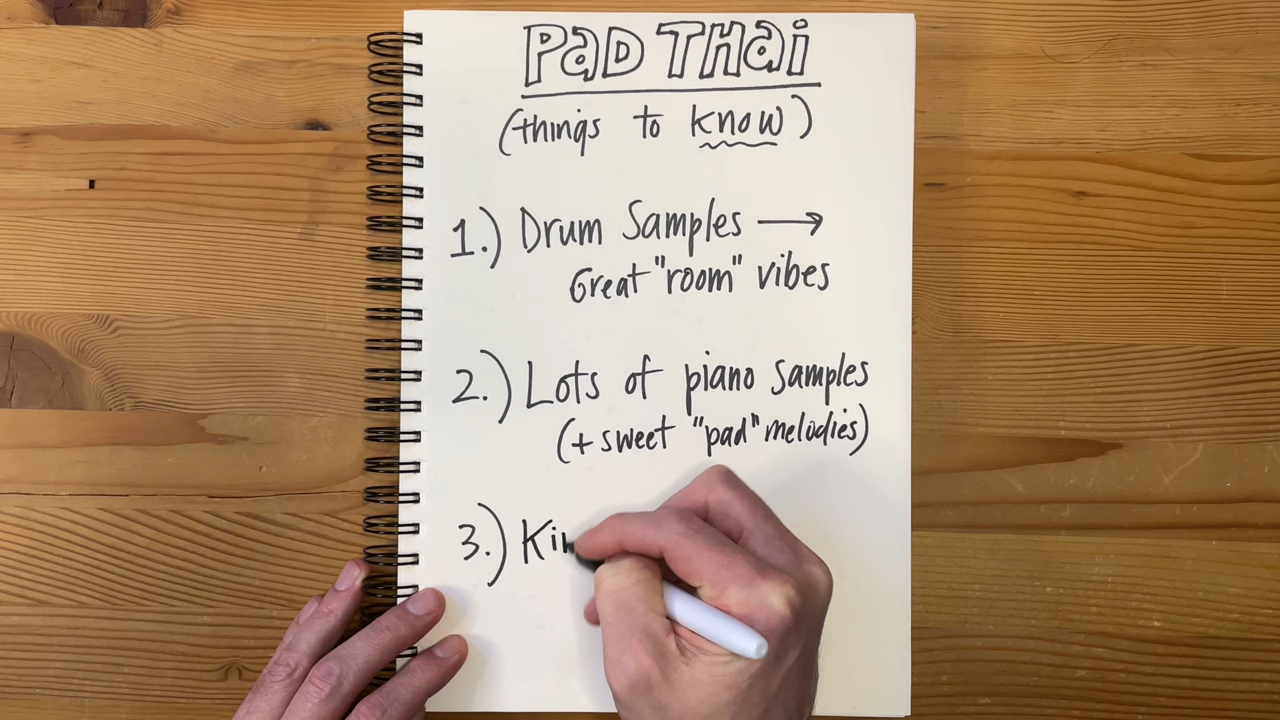 PAD THAI
(things to know)
1.) Drum Samples →
Great "room" vibes
2.) Lots of piano samples
(+ sweet "pad" melodies)
3.) Ki